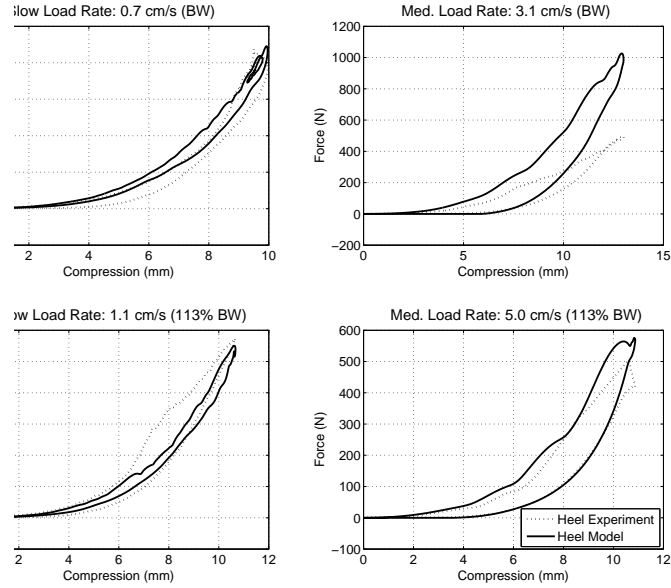 Slow Load Rate: 0.7 cm/s (BW)
2 4 6 8 10
Compression (mm)
Med. Load Rate: 3.1 cm/s (BW)
Force (N)
1200
1000
800
600
400
200
0
−200
0 5 10 15
Compression (mm)
ow Load Rate: 1.1 cm/s (113% BW)
2 4 6 8 10 12
Compression (mm)
Med. Load Rate: 5.0 cm/s (113% BW)
Force (N)
600
500
400
300
200
100
0
−100
0 2 4 6 8 10 12
Compression (mm)
Heel Experiment
Heel Model